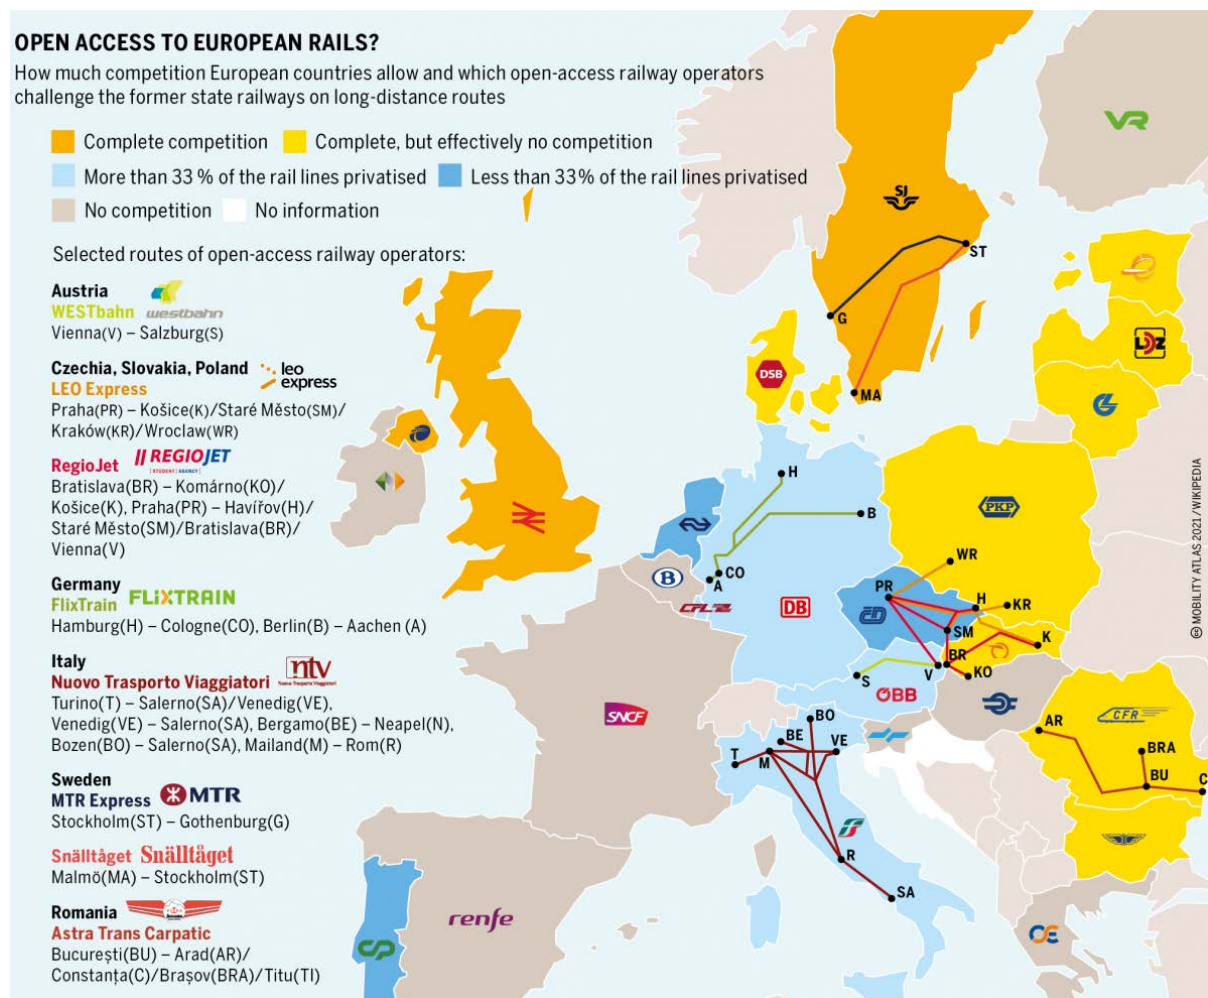 OPEN ACCESS TO EUROPEAN RAILS?
How much competition European countries allow and which open-access railway operators
challenge the former state railways on long-distance routes
Complete competition
Complete, but effectively no competition
More than 33 % of the rail lines privatised
Less than 33% of the rail lines privatised
No competition
No information
Selected routes of open-access railway operators:
Austria
WESTbahn westbahn
Vienna(V) – Salzburg(S)
Czechia, Slovakia, Poland
leo
express
LEO Express
Praha(PR) – Košice(K)/Staré Město(SM)/
Kraków(KR)/Wroclaw(WR)
RegioJet REGIOJET
STUDENT AGENCY
Bratislava(BR) – Komárno(KO)/
Košice(K), Praha(PR) – Havířov(H)/
Staré Město(SM)/Bratislava(BR)/
Vienna(V)
Germany
FlixTrain FLiXTRAIN
Hamburg(H) – Cologne(CO), Berlin(B) – Aachen (A)
Italy
Nuovo Trasporto Viaggiatori ntv
Nuovo Trasporto Viaggiatori
Turino(T) – Salerno(SA)/Venedig(VE),
Venedig(VE) – Salerno(SA), Bergamo(BE) – Neapel(N),
Bozen(BO) – Salerno(SA), Mailand(M) – Rom(R)
Sweden
MTR Express MTR
Stockholm(ST) – Gothenburg(G)
Snälltåget Snälltåget
Malmö(MA) – Stockholm(ST)
Romania
Astra Trans Carpatic
București(BU) – Arad(AR)/
Constanța(C)/Brașov(BRA)/Titu(TI)
VR
SJ
ST
G
MA
DSB
LDZ
PKP
H
B
CO
A
B
CFL
DB
WR
PR
H
KR
ČD
SM
K
BR
KO
V
S
ÖBB
SNCF
BO
BE
VE
T
M
R
SA
AR
CFR
BRA
BU
C
renfe
CP
OSE
© MOBILITY ATLAS 2021 / WIKIPEDIA